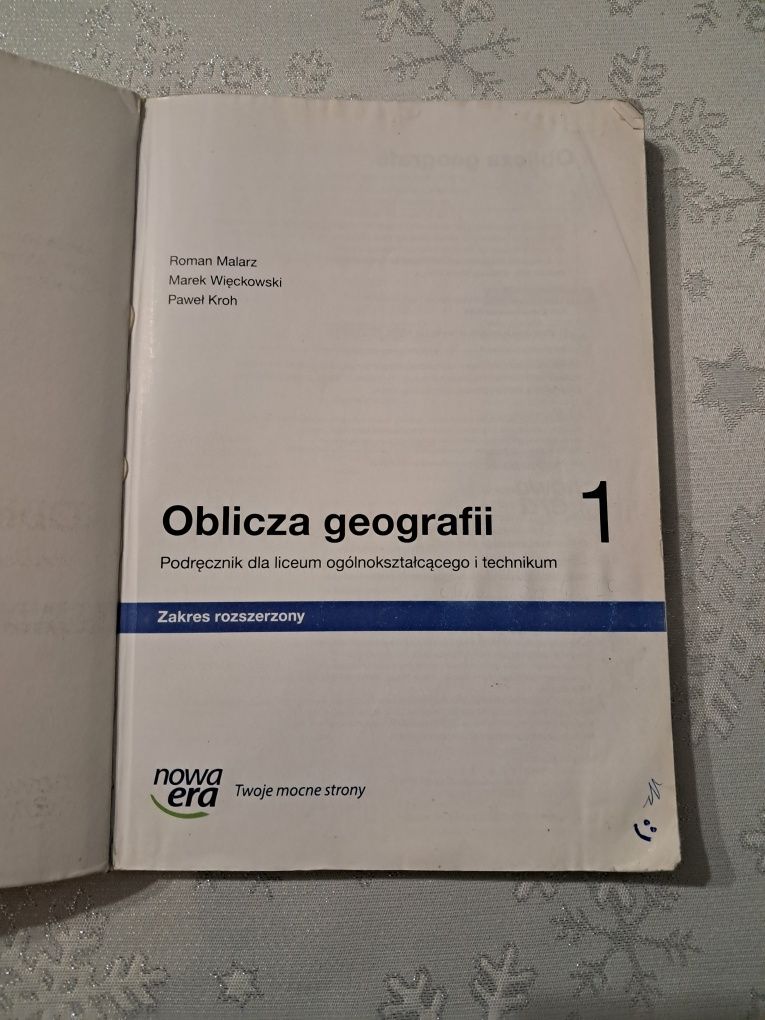 Roman Malarz
Marek Więckowski
Paweł Kroh
Oblicza geografii 1
Podręcznik dla liceum ogólnokształcącego i technikum
Zakres rozszerzony
nowa
era
Twoje mocne strony